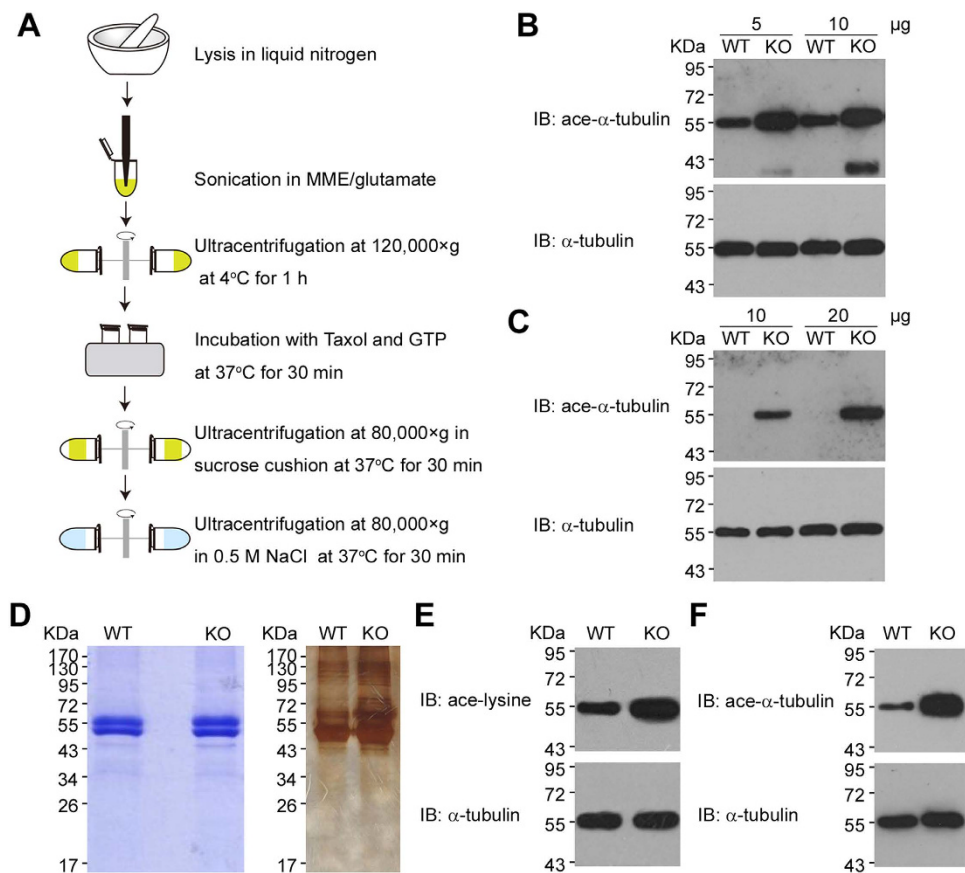 A
Lysis in liquid nitrogen
Sonication in MME/glutamate
Ultracentrifugation at 120,000×g
at 4°C for 1 h
Incubation with Taxol and GTP
at 37°C for 30 min
Ultracentrifugation at 80,000×g in
sucrose cushion at 37°C for 30 min
Ultracentrifugation at 80,000×g
in 0.5 M NaCl at 37°C for 30 min
B
5 10 µg
KDa WT KO WT KO
95
72
IB: ace-α-tubulin 55
43
95
72
IB: α-tubulin 55
43
C
10 20 µg
KDa WT KO WT KO
95
72
IB: ace-α-tubulin 55
43
95
72
IB: α-tubulin 55
43
D
KDa WT KO
170
130
95
72
55
43
34
26
17
KDa WT KO
170
130
95
72
55
43
34
26
17
E
KDa WT KO
95
72
IB: ace-lysine 55
43
95
72
IB: α-tubulin 55
43
F
KDa WT KO
95
72
IB: ace-α-tubulin 55
43
95
72
IB: α-tubulin 55
43